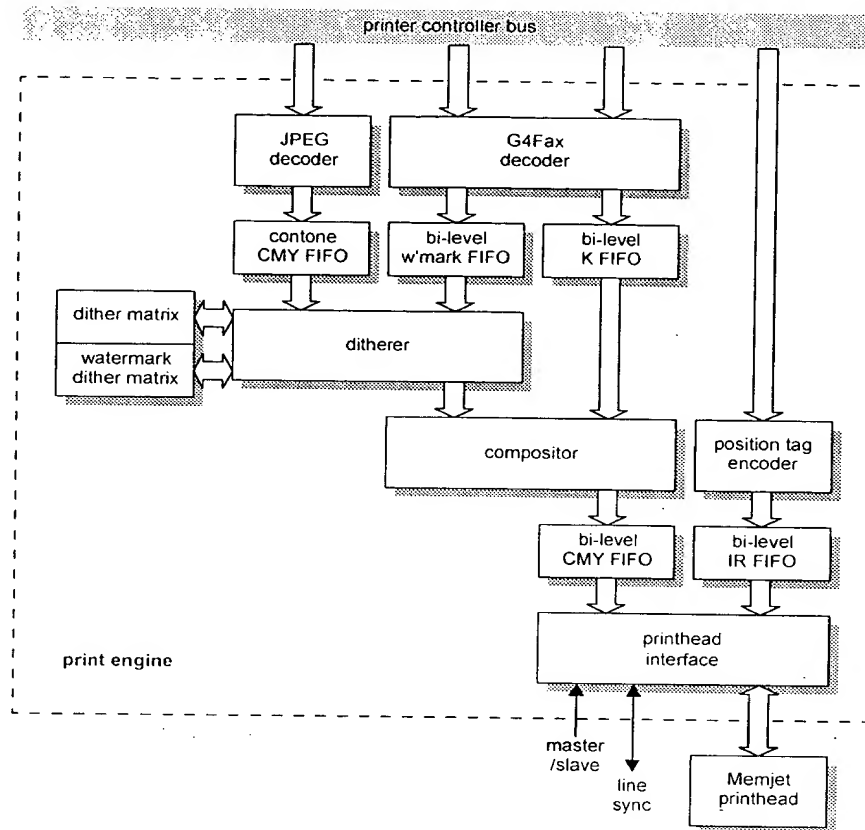 printer controller bus
JPEG
decoder
G4Fax
decoder
contone
CMY FIFO
bi-level
w'mark FIFO
bi-level
K FIFO
dither matrix
watermark
dither matrix
ditherer
compositor
position tag
encoder
bi-level
CMY FIFO
bi-level
IR FIFO
printhead
interface
print engine
master
/slave
line
sync
Memjet
printhead